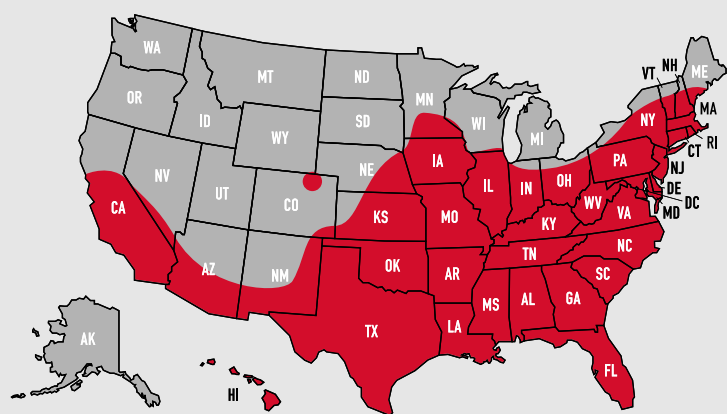 WA
MT
ND
MN
VT
NH
ME
OR
ID
SD
WI
MI
NY
MA
WY
RI
CT
IA
NE
PA
NJ
NV
UT
CO
IL
IN
OH
DE
DC
MD
CA
KS
MO
WV
VA
KY
NC
TN
AZ
NM
OK
AR
SC
MS
AL
GA
TX
LA
AK
FL
HI